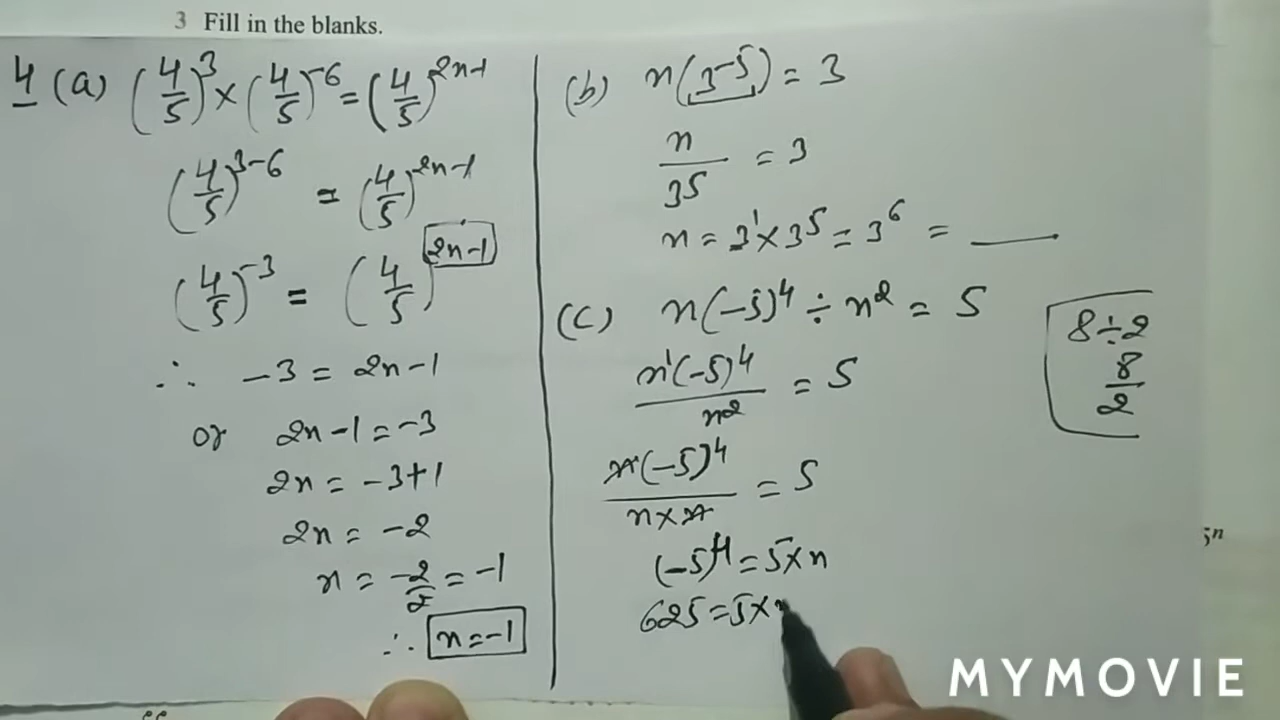 3 Fill in the blanks.
4 (a) (4/5)^3 × (4/5)^-6 = (4/5)^2n-1
(4/5)^3-6 = (4/5)^2n-1
(4/5)^-3 = (4/5)^2n-1
∴ -3 = 2n-1
or 2n-1 = -3
2n = -3+1
2n = -2
n = -2/2 = -1
∴ n=-1
(b) n(3^-5) = 3
n/3^5 = 3
n = 3^1 × 3^5 = 3^6 = ___
(c) n(-5)^4 ÷ n^2 = 5
n^1(-5)^4/n^2 = 5
n(-5)^4/n×n = 5
(-5)^4 = 5×n
625 = 5×
8÷2
8/2
5^n
MYMOVIE